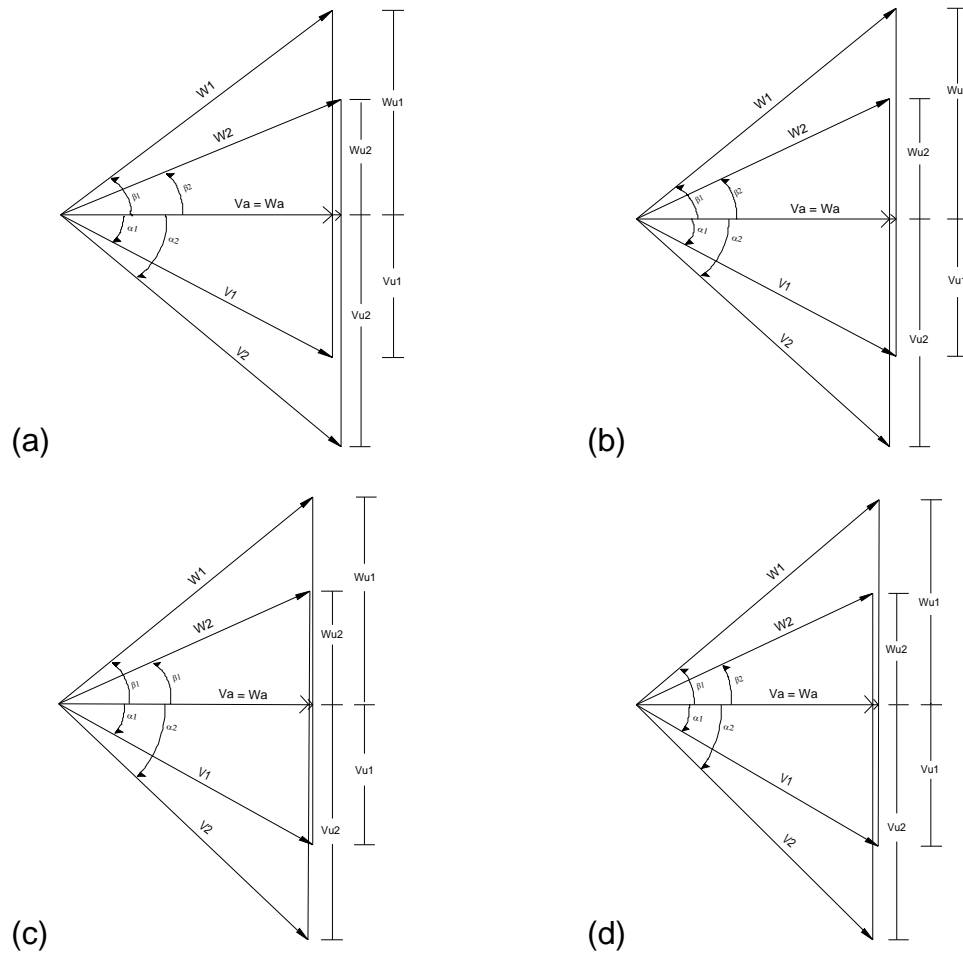 W1
Wu1
W2
Wu2
β1
β2
Va = Wa
α1
α2
V1
Vu1
V2
Vu2
(a)
W1
Wu
W2
Wu2
β1
β2
Va = Wa
α1
α2
V1
Vu1
V2
Vu2
(b)
W1
Wu1
W2
Wu2
β1
β1
Va = Wa
α1
α2
V1
Vu1
V2
Vu2
(c)
W1
Wu1
W2
Wu2
β1
β2
Va = Wa
α1
α2
V1
Vu1
V2
Vu2
(d)